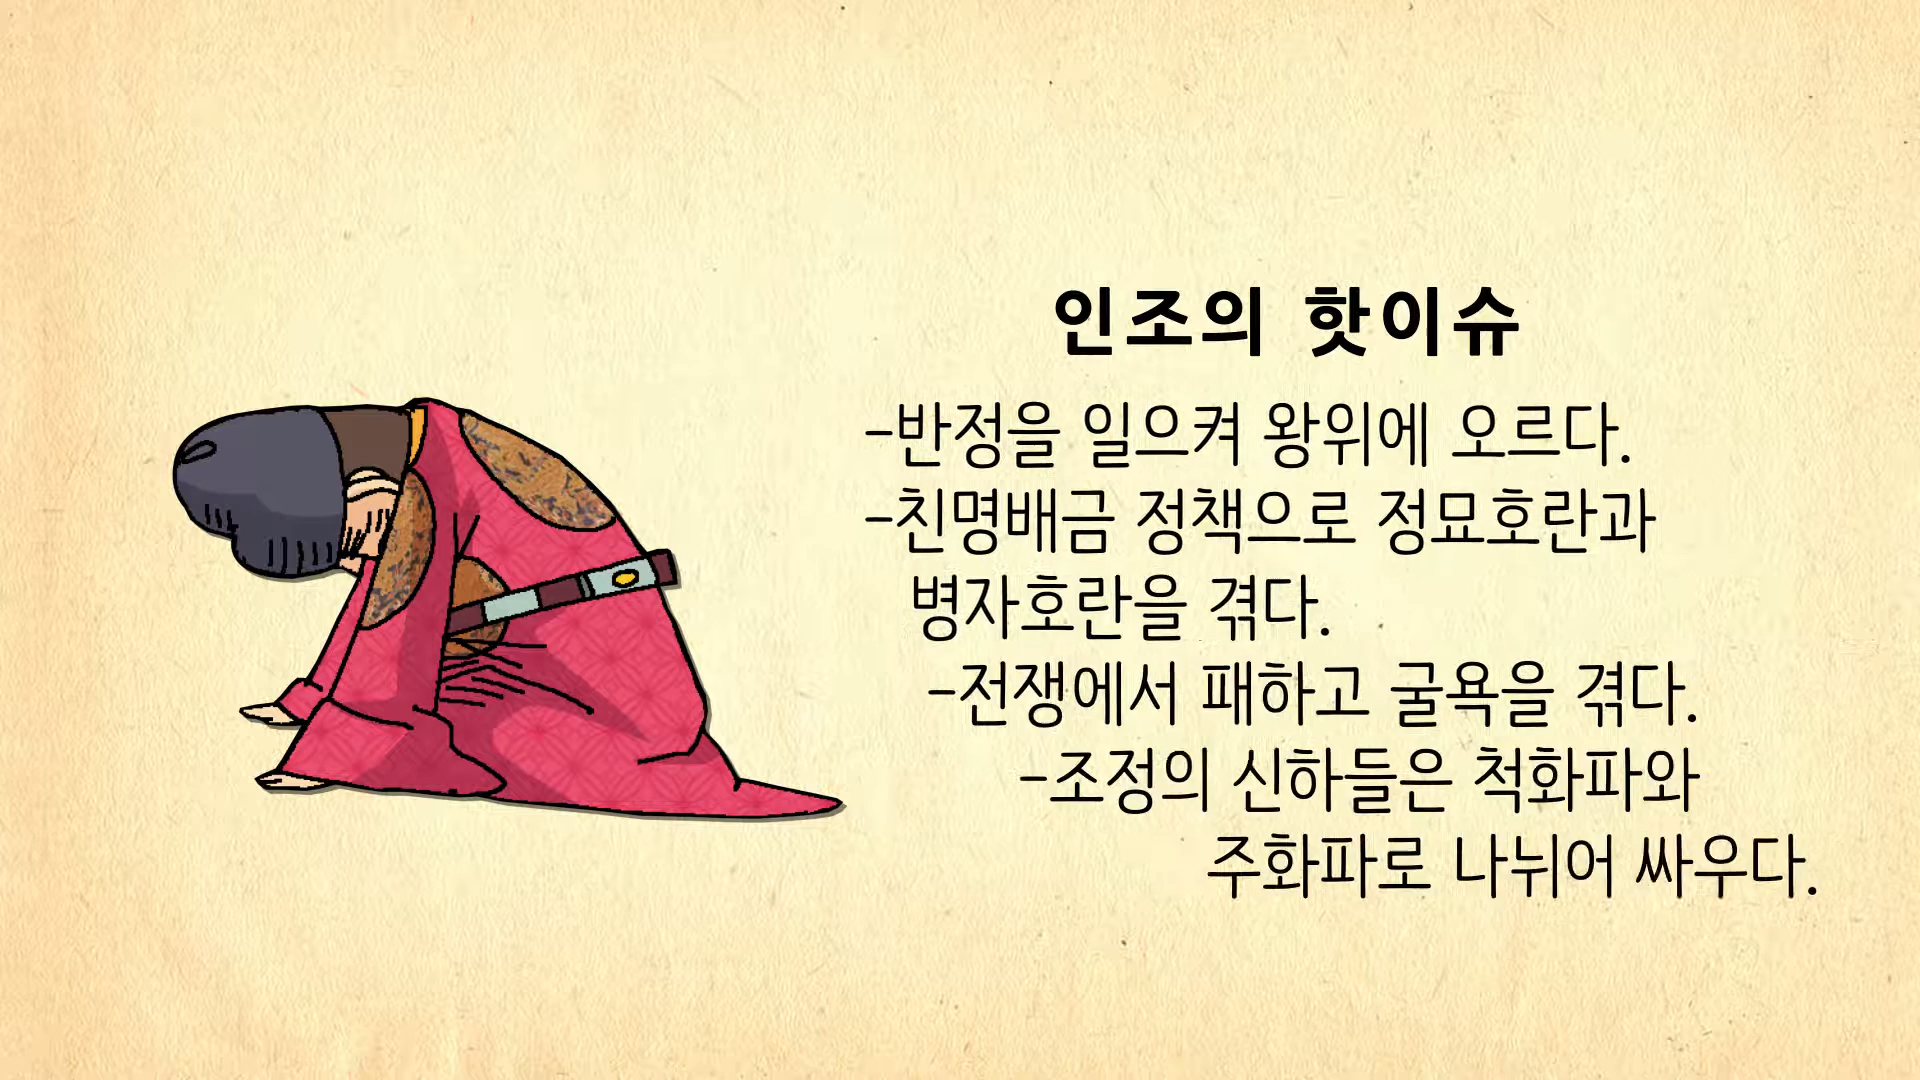 인조의 핫이슈
-반정을 일으켜 왕위에 오르다.
-친명배금 정책으로 정묘호란과
병자호란을 겪다.
-전쟁에서 패하고 굴욕을 겪다.
-조정의 신하들은 척화파와
주화파로 나뉘어 싸우다.